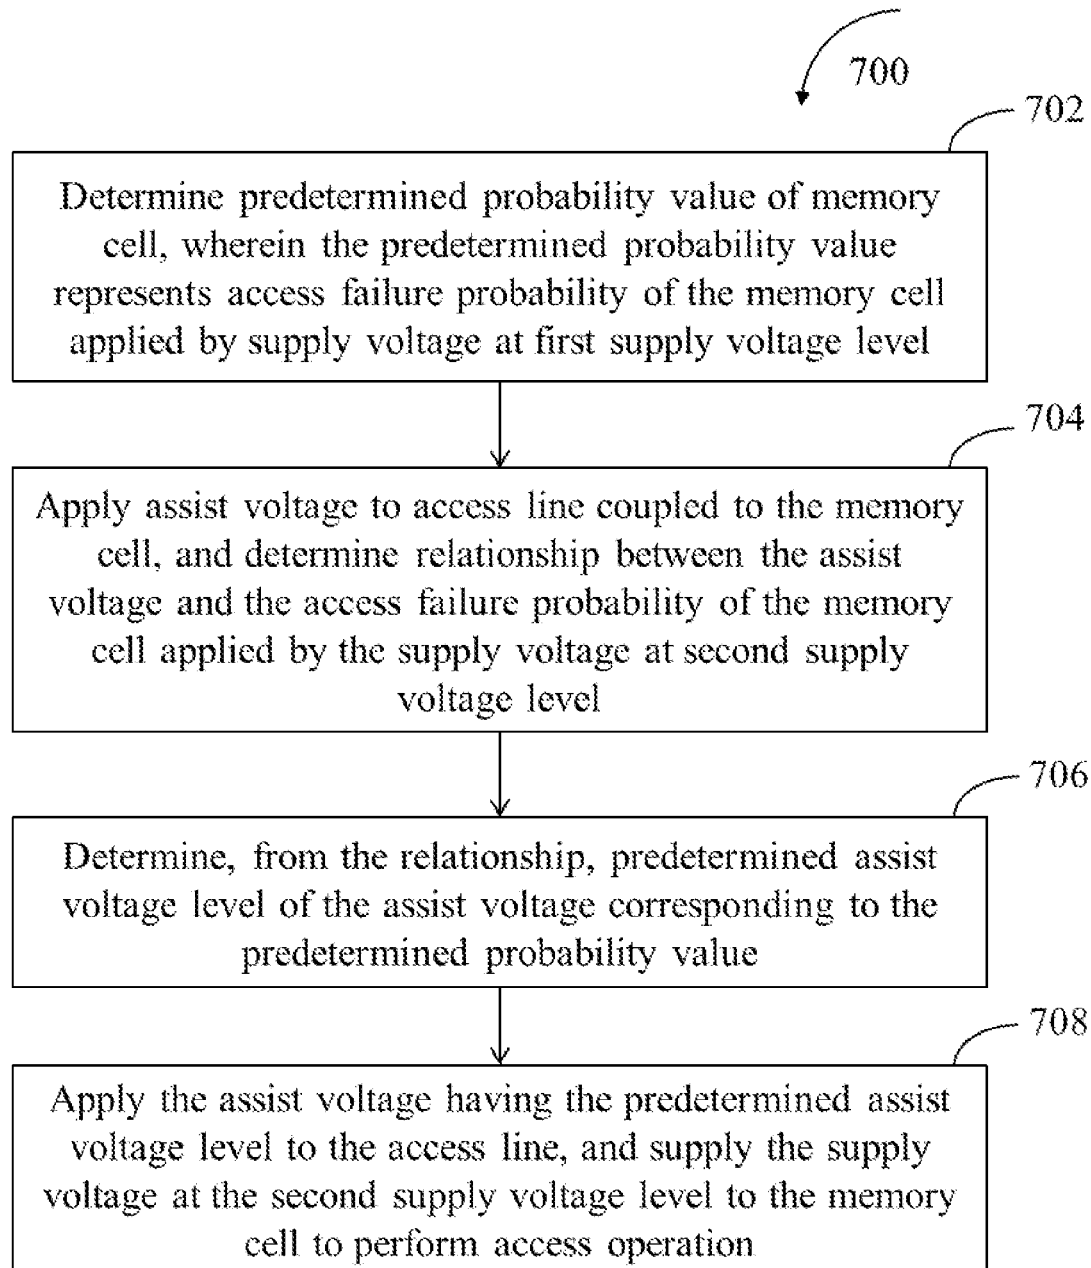 700
702
Determine predetermined probability value of memory
cell, wherein the predetermined probability value
represents access failure probability of the memory cell
applied by supply voltage at first supply voltage level
704
Apply assist voltage to access line coupled to the memory
cell, and determine relationship between the assist
voltage and the access failure probability of the memory
cell applied by the supply voltage at second supply
voltage level
706
Determine, from the relationship, predetermined assist
voltage level of the assist voltage corresponding to the
predetermined probability value
708
Apply the assist voltage having the predetermined assist
voltage level to the access line, and supply the supply
voltage at the second supply voltage level to the memory
cell to perform access operation